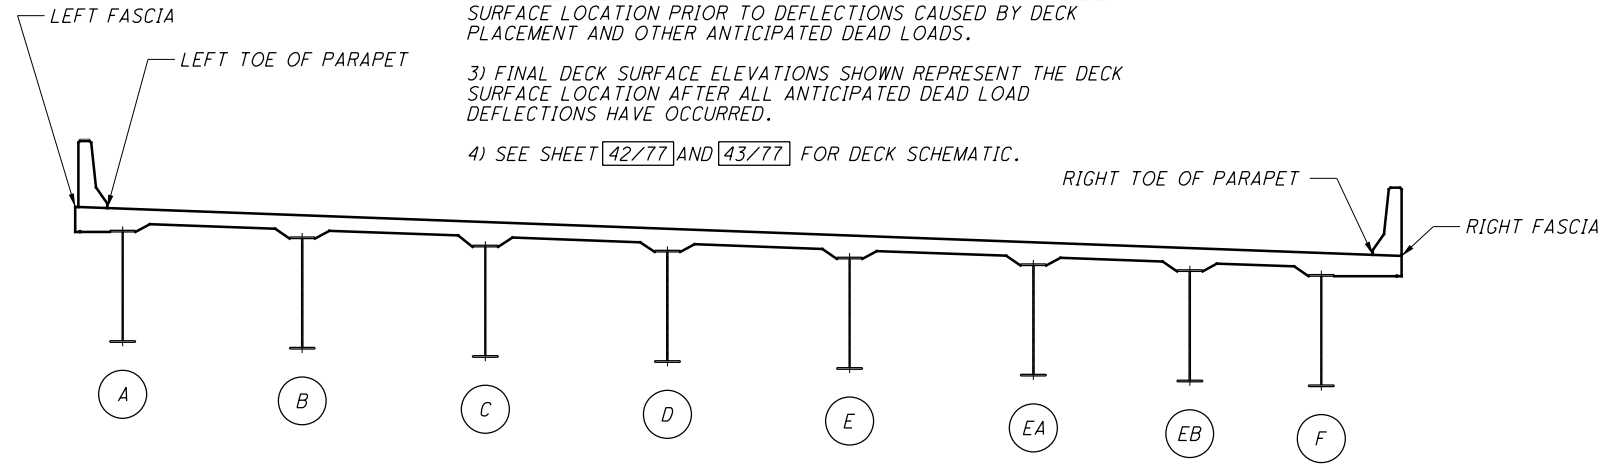 LEFT FASCIA
SURFACE LOCATION PRIOR TO DEFLECTIONS CAUSED BY DECK
PLACEMENT AND OTHER ANTICIPATED DEAD LOADS.
LEFT TOE OF PARAPET
3) FINAL DECK SURFACE ELEVATIONS SHOWN REPRESENT THE DECK
SURFACE LOCATION AFTER ALL ANTICIPATED DEAD LOAD
DEFLECTIONS HAVE OCCURRED.
4) SEE SHEET 42/77 AND 43/77 FOR DECK SCHEMATIC.
RIGHT TOE OF PARAPET
RIGHT FASCIA
A
B
C
D
E
EA
EB
F